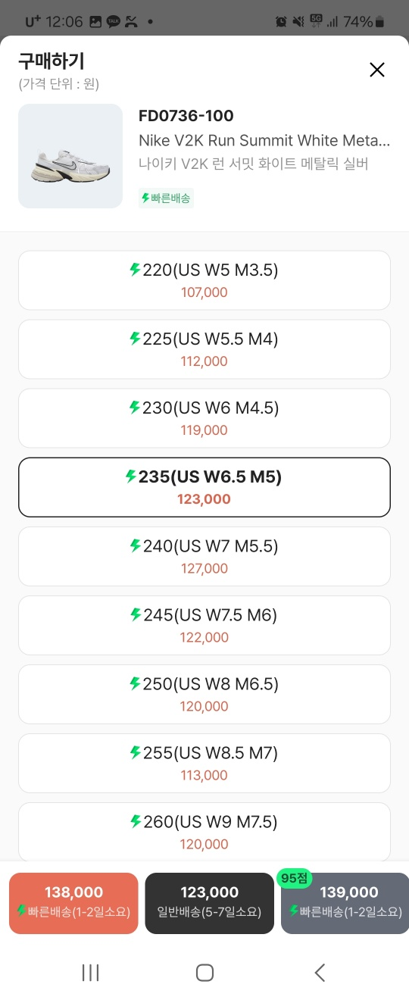 U+ 12:06 TALK
5G 74%
구매하기
(가격 단위 : 원)
FD0736-100
Nike V2K Run Summit White Meta...
나이키 V2K 런 서밋 화이트 메탈릭 실버
빠른배송
220(US W5 M3.5)
107,000
225(US W5.5 M4)
112,000
230(US W6 M4.5)
119,000
235(US W6.5 M5)
123,000
240(US W7 M5.5)
127,000
245(US W7.5 M6)
122,000
250(US W8 M6.5)
120,000
255(US W8.5 M7)
113,000
260(US W9 M7.5)
120,000
138,000
빠른배송(1-2일소요)
123,000
일반배송(5-7일소요)
95점
139,000
빠른배송(1-2일소요)